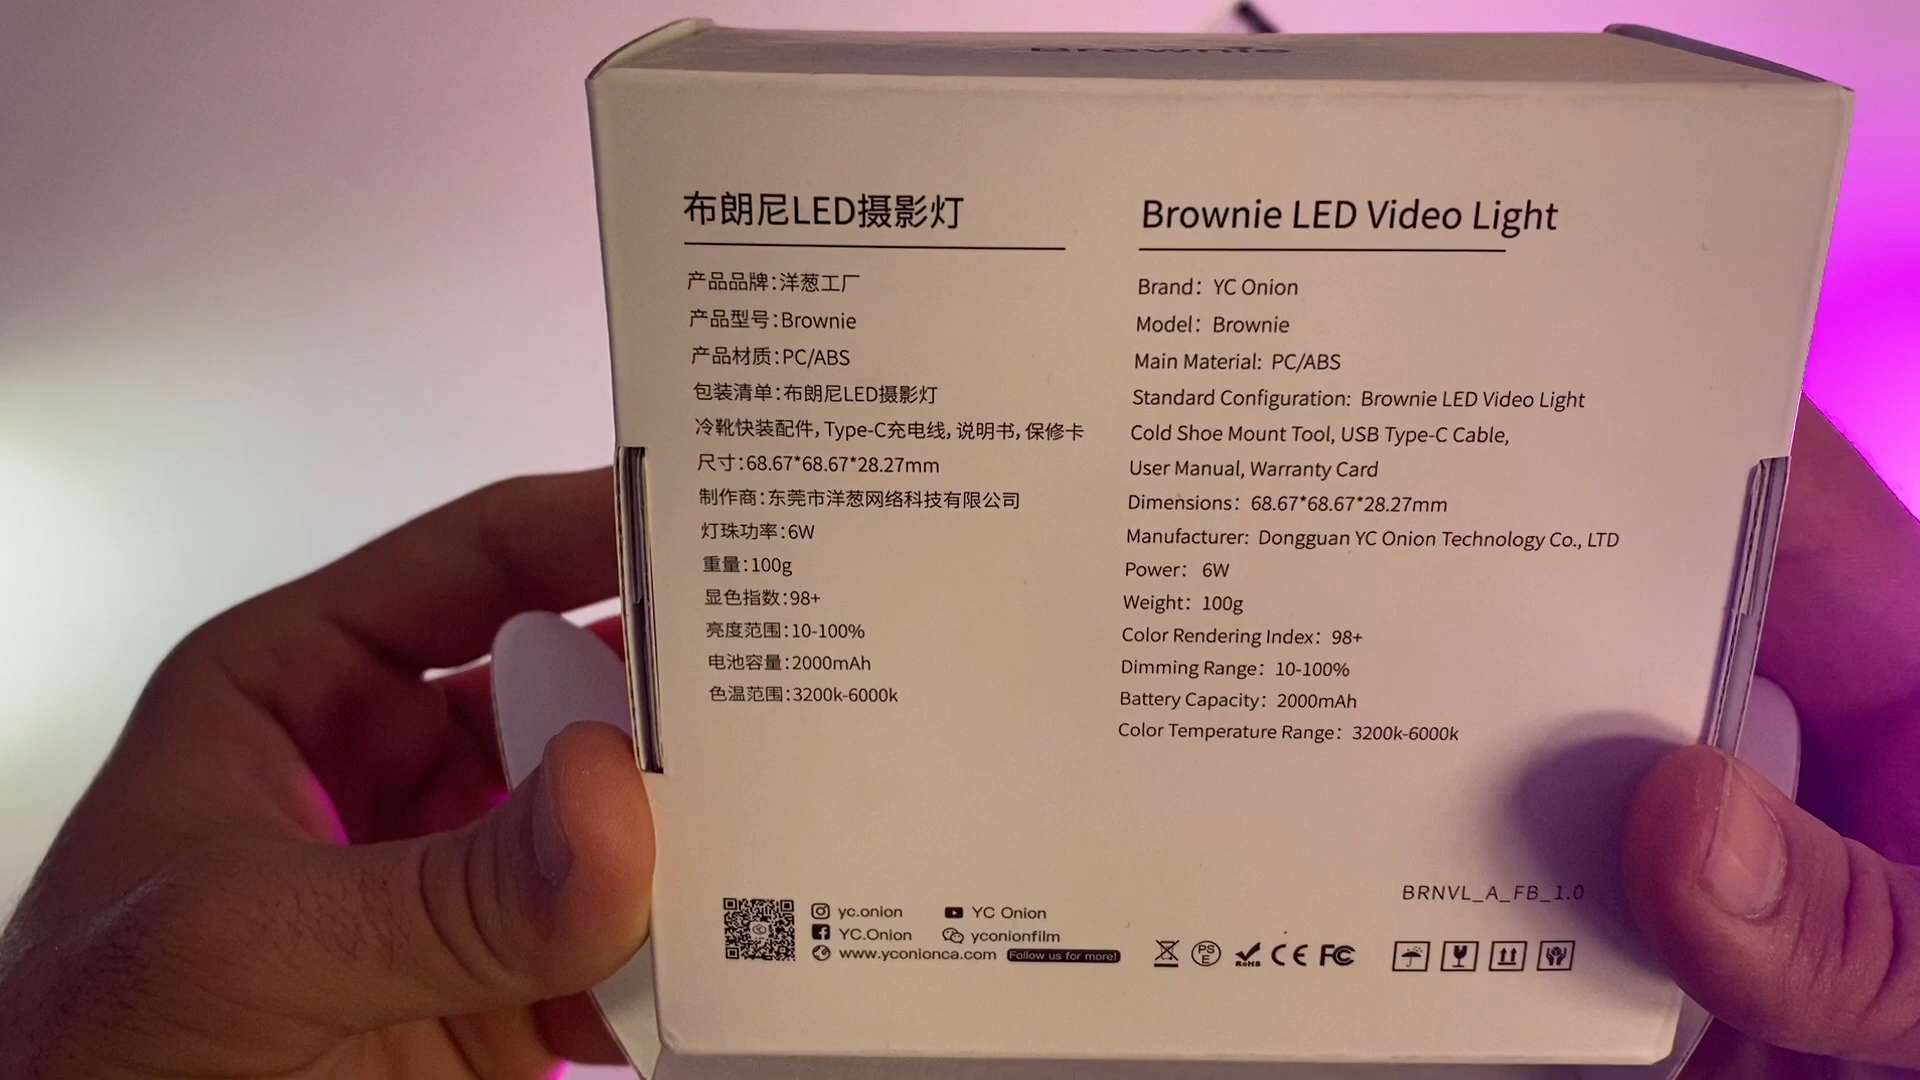 Brownie
布朗尼LED摄影灯
产品品牌：洋葱工厂
产品型号：Brownie
产品材质：PC/ABS
包装清单：布朗尼LED摄影灯
冷靴快装配件，Type-C充电线，说明书，保修卡
尺寸：68.67*68.67*28.27mm
制作商：东莞市洋葱网络科技有限公司
灯珠功率：6W
重量：100g
显色指数：98+
亮度范围：10-100%
电池容量：2000mAh
色温范围：3200k-6000k
Brownie LED Video Light
Brand： YC Onion
Model： Brownie
Main Material: PC/ABS
Standard Configuration: Brownie LED Video Light
Cold Shoe Mount Tool, USB Type-C Cable,
User Manual, Warranty Card
Dimensions： 68.67*68.67*28.27mm
Manufacturer: Dongguan YC Onion Technology Co., LTD
Power： 6W
Weight： 100g
Color Rendering Index： 98+
Dimming Range： 10-100%
Battery Capacity： 2000mAh
Color Temperature Range： 3200k-6000k
BRNVL_A_FB_1.0
yc.onion
YC Onion
YC.Onion
yconionfilm
www.yconionca.com
Follow us for more!
PS
E
RoHS
CE
FC